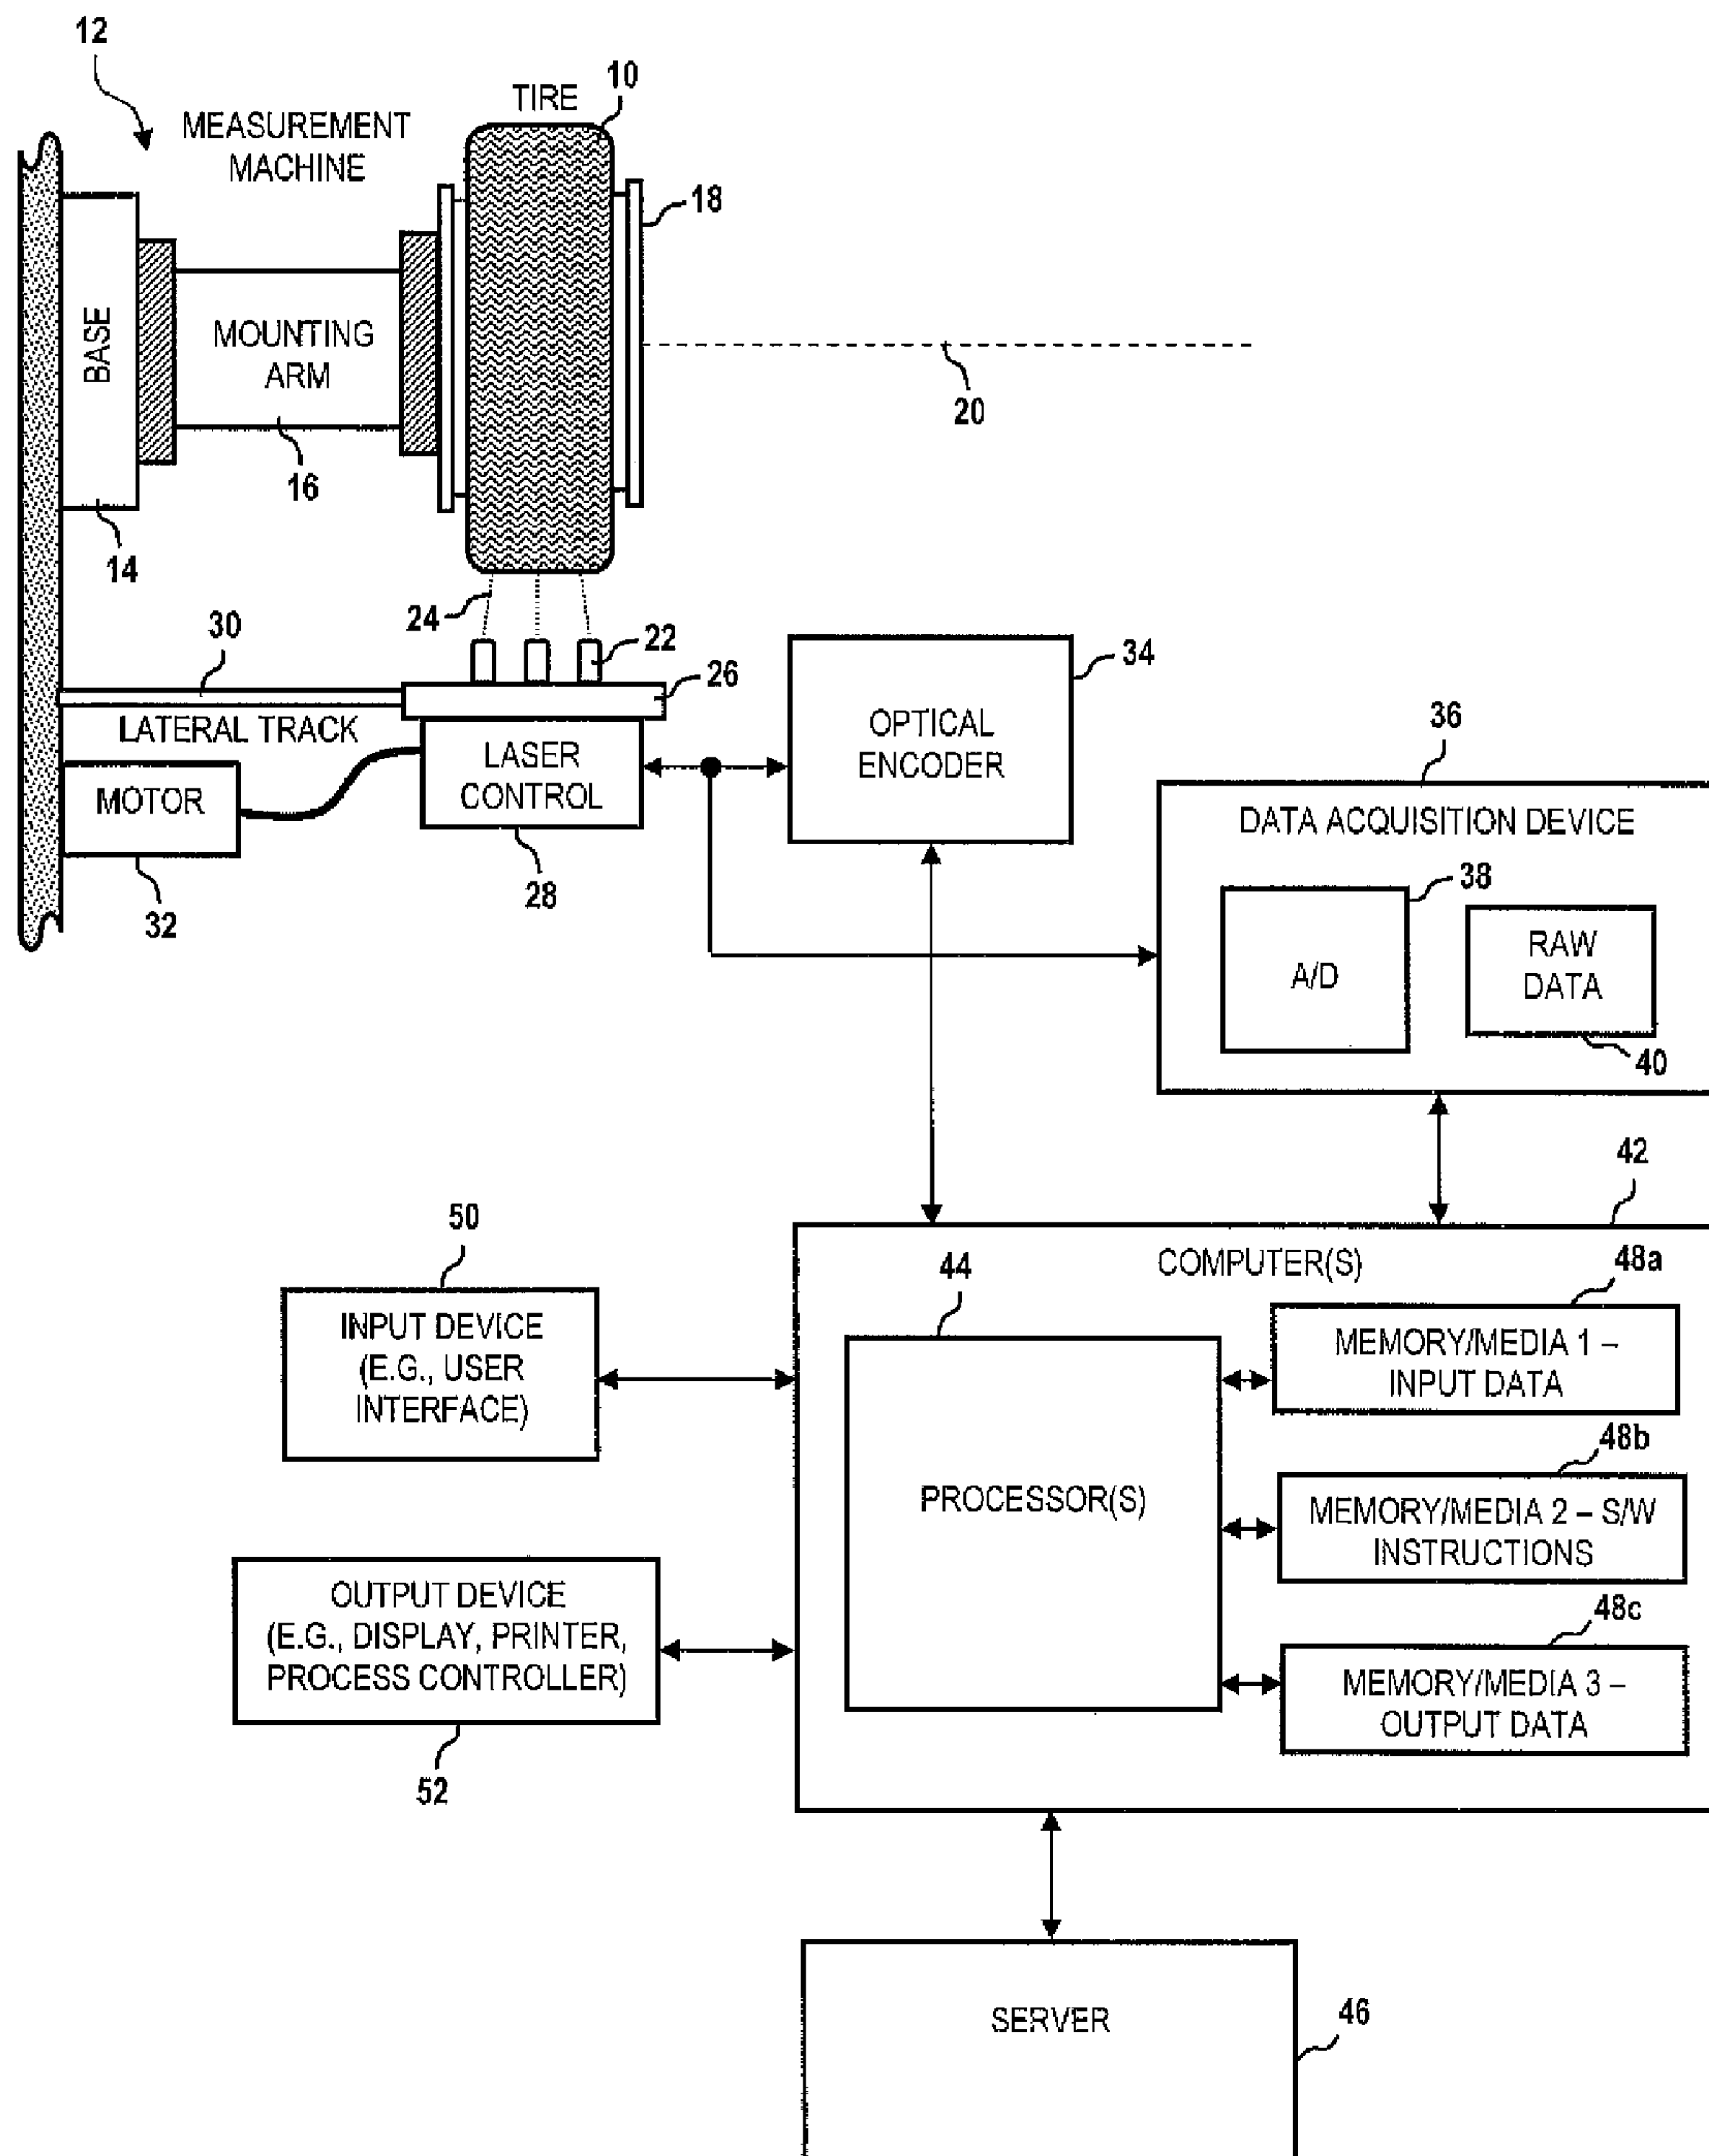 12
10
TIRE
MEASUREMENT
MACHINE
18
BASE
MOUNTING
ARM
20
16
14
24
30
22
34
26
LATERAL TRACK
OPTICAL
ENCODER
36
LASER
CONTROL
MOTOR
DATA ACQUISITION DEVICE
28
38
32
RAW
DATA
A/D
40
42
50
COMPUTER(S)
48a
44
INPUT DEVICE
(E.G., USER
INTERFACE)
MEMORY/MEDIA 1 –
INPUT DATA
48b
PROCESSOR(S)
MEMORY/MEDIA 2 – S/W
INSTRUCTIONS
OUTPUT DEVICE
(E.G., DISPLAY, PRINTER,
PROCESS CONTROLLER)
48c
MEMORY/MEDIA 3 –
OUTPUT DATA
52
SERVER
46